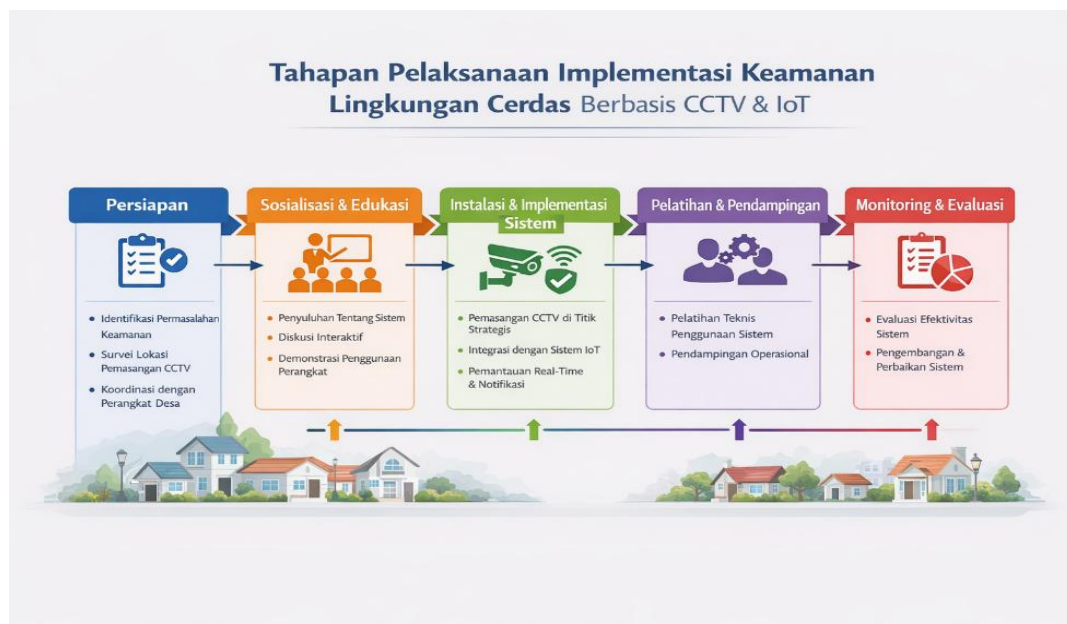 Tahapan Pelaksanaan Implementasi Keamanan
Lingkungan Cerdas Berbasis CCTV & IoT
Persiapan
Identifikasi Permasalahan
Keamanan
Survei Lokasi
Pemasangan CCTV
Koordinasi dengan
Perangkat Desa
Sosialisasi & Edukasi
Penyuluhan Tentang Sistem
Diskusi Interaktif
Demonstrasi Penggunaan
Perangkat
Instalasi & Implementasi
Sistem
Pemasangan CCTV di Titik
Strategis
Integrasi dengan Sistem IoT
Pemantauan Real-Time
& Notifikasi
Pelatihan & Pendampingan
Pelatihan Teknis
Penggunaan Sistem
Pendampingan Operasional
Monitoring & Evaluasi
Evaluasi Efektivitas
Sistem
Pengembangan &
Perbaikan Sistem